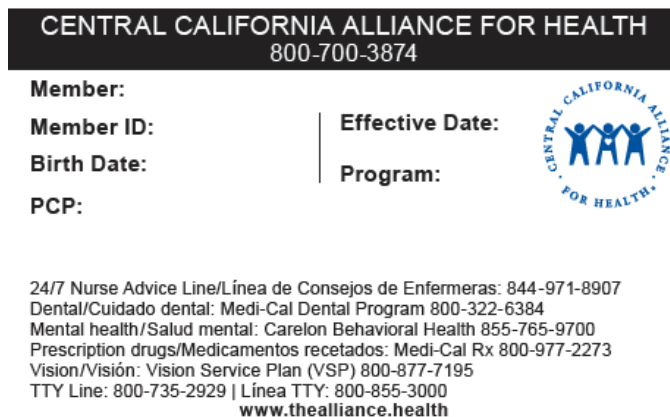 CENTRAL CALIFORNIA ALLIANCE FOR HEALTH
800-700-3874
Member:
Member ID:
Birth Date:
PCP:
Effective Date:
Program:
CENTRAL CALIFORNIA ALLIANCE
· FOR HEALTH ·
24/7 Nurse Advice Line/Línea de Consejos de Enfermeras: 844-971-8907
Dental/Cuidado dental: Medi-Cal Dental Program 800-322-6384
Mental health/Salud mental: Carelon Behavioral Health 855-765-9700
Prescription drugs/Medicamentos recetados: Medi-Cal Rx 800-977-2273
Vision/Visión: Vision Service Plan (VSP) 800-877-7195
TTY Line: 800-735-2929 | Línea TTY: 800-855-3000
www.thealliance.health